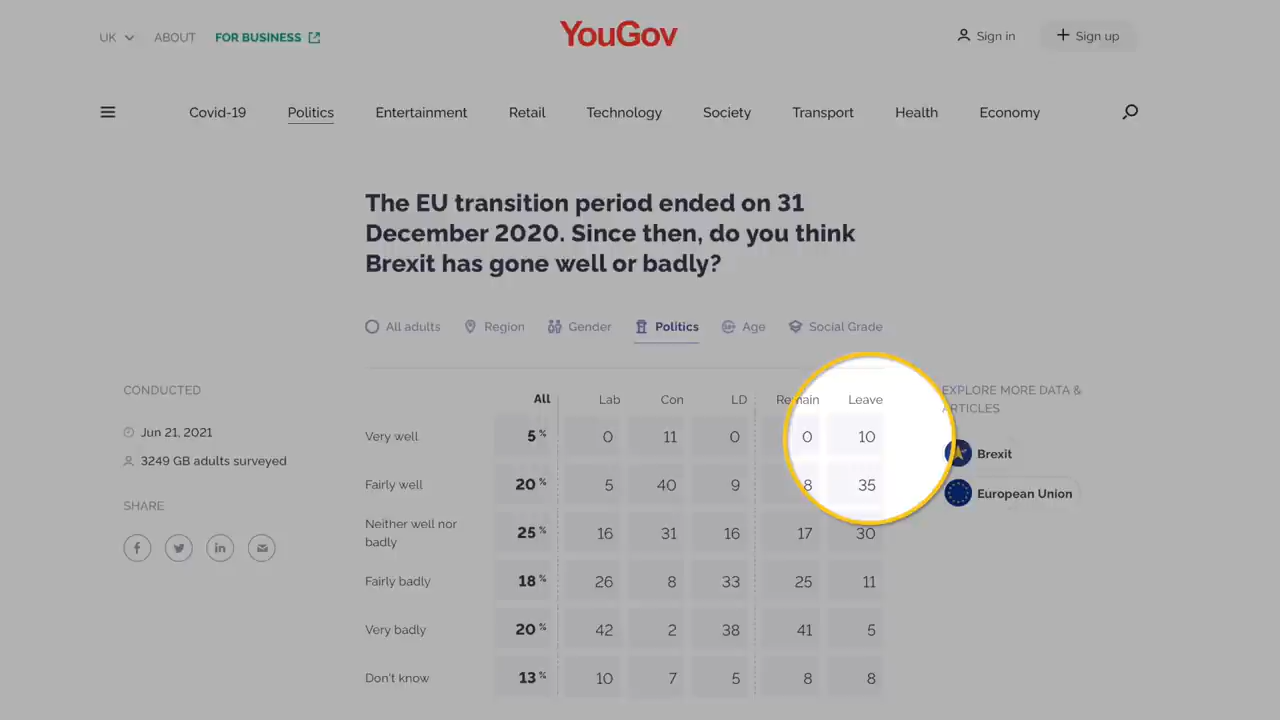 UK ABOUT FOR BUSINESS YouGov Sign in Sign up
Covid-19 Politics Entertainment Retail Technology Society Transport Health Economy
The EU transition period ended on 31
December 2020. Since then, do you think
Brexit has gone well or badly?
All adults Region Gender Politics Age Social Grade
CONDUCTED
Jun 21, 2021
3249 GB adults surveyed
SHARE
All Lab Con LD Remain Leave
Very well 5% 0 11 0 0 10
Fairly well 20% 5 40 9 8 35
Neither well nor
badly 25% 16 31 16 17 30
Fairly badly 18% 26 8 33 25 11
Very badly 20% 42 2 38 41 5
Don't know 13% 10 7 5 8 8
EXPLORE MORE DATA &
ARTICLES
Brexit
European Union